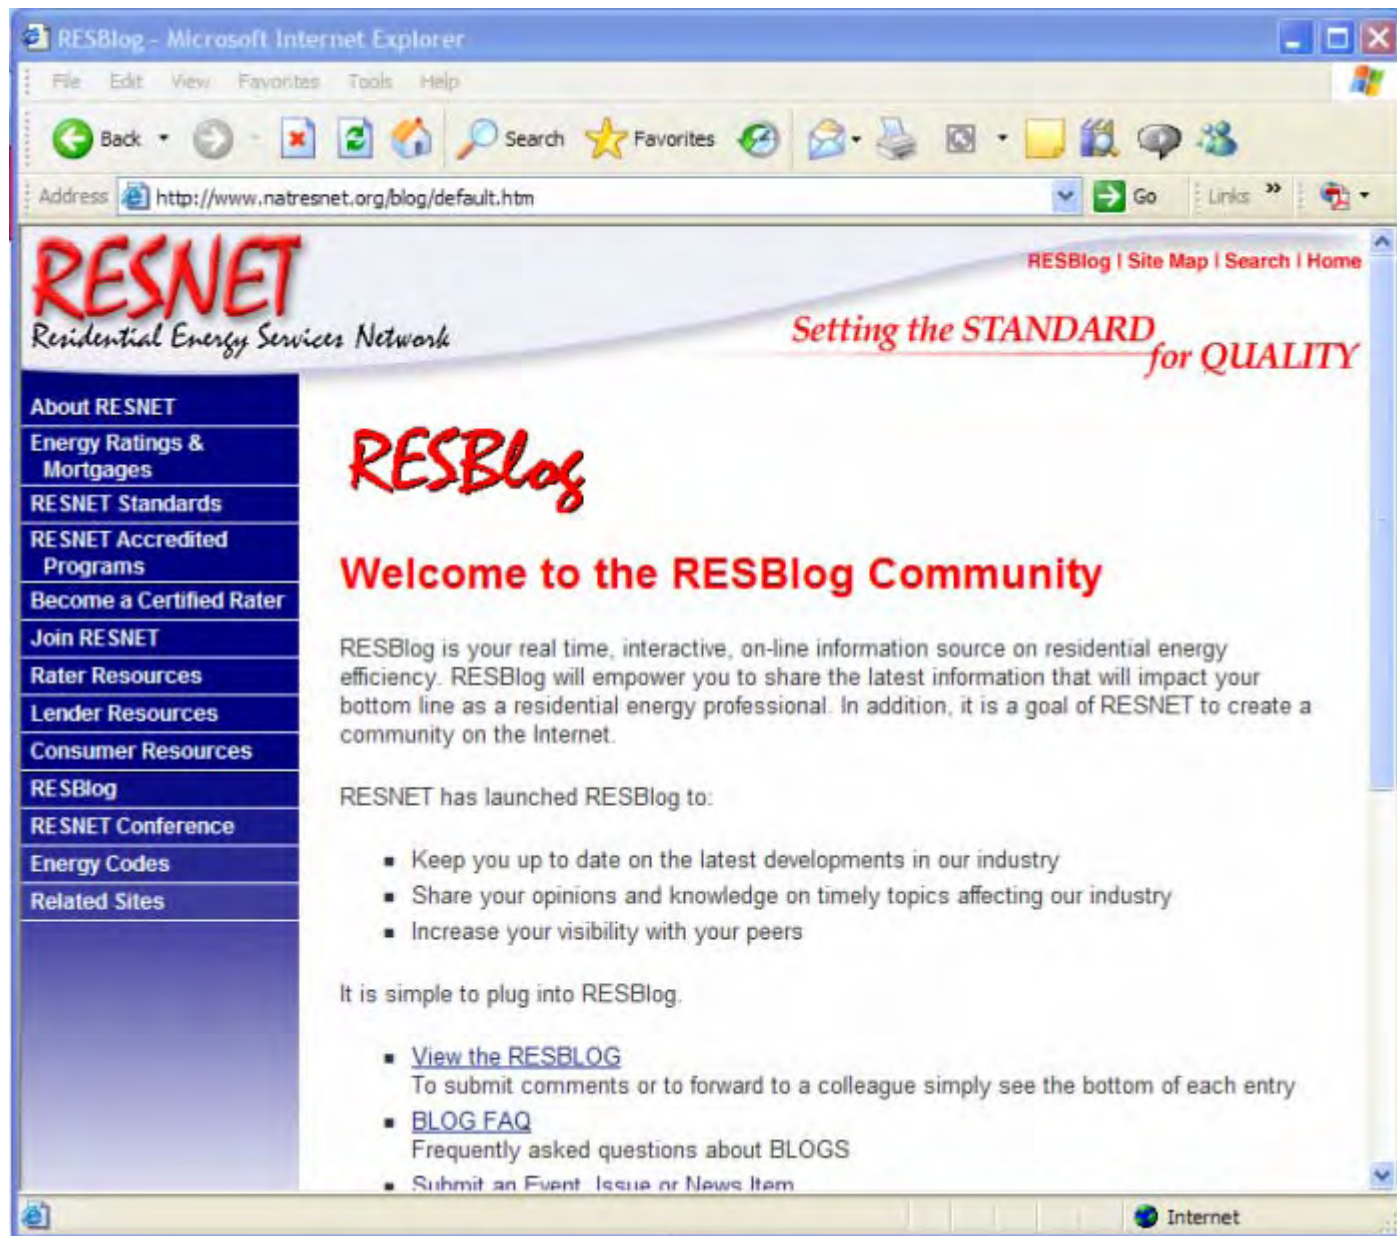 RESBlog - Microsoft Internet Explorer
File Edit View Favorites Tools Help
Back Search Favorites
Address http://www.natresnet.org/blog/default.htm Go Links »
RESNET
Residential Energy Services Network
RESBlog | Site Map | Search | Home
Setting the STANDARD
for QUALITY
About RESNET
Energy Ratings &
Mortgages
RESNET Standards
RESNET Accredited
Programs
Become a Certified Rater
Join RESNET
Rater Resources
Lender Resources
Consumer Resources
RESBlog
RESNET Conference
Energy Codes
Related Sites
RESBlog
Welcome to the RESBlog Community
RESBlog is your real time, interactive, on-line information source on residential energy
efficiency. RESBlog will empower you to share the latest information that will impact your
bottom line as a residential energy professional. In addition, it is a goal of RESNET to create a
community on the Internet.
RESNET has launched RESBlog to:
▪ Keep you up to date on the latest developments in our industry
▪ Share your opinions and knowledge on timely topics affecting our industry
▪ Increase your visibility with your peers
It is simple to plug into RESBlog.
▪ View the RESBLOG
To submit comments or to forward to a colleague simply see the bottom of each entry
▪ BLOG FAQ
Frequently asked questions about BLOGS
▪ Submit an Event, Issue or News Item
Internet